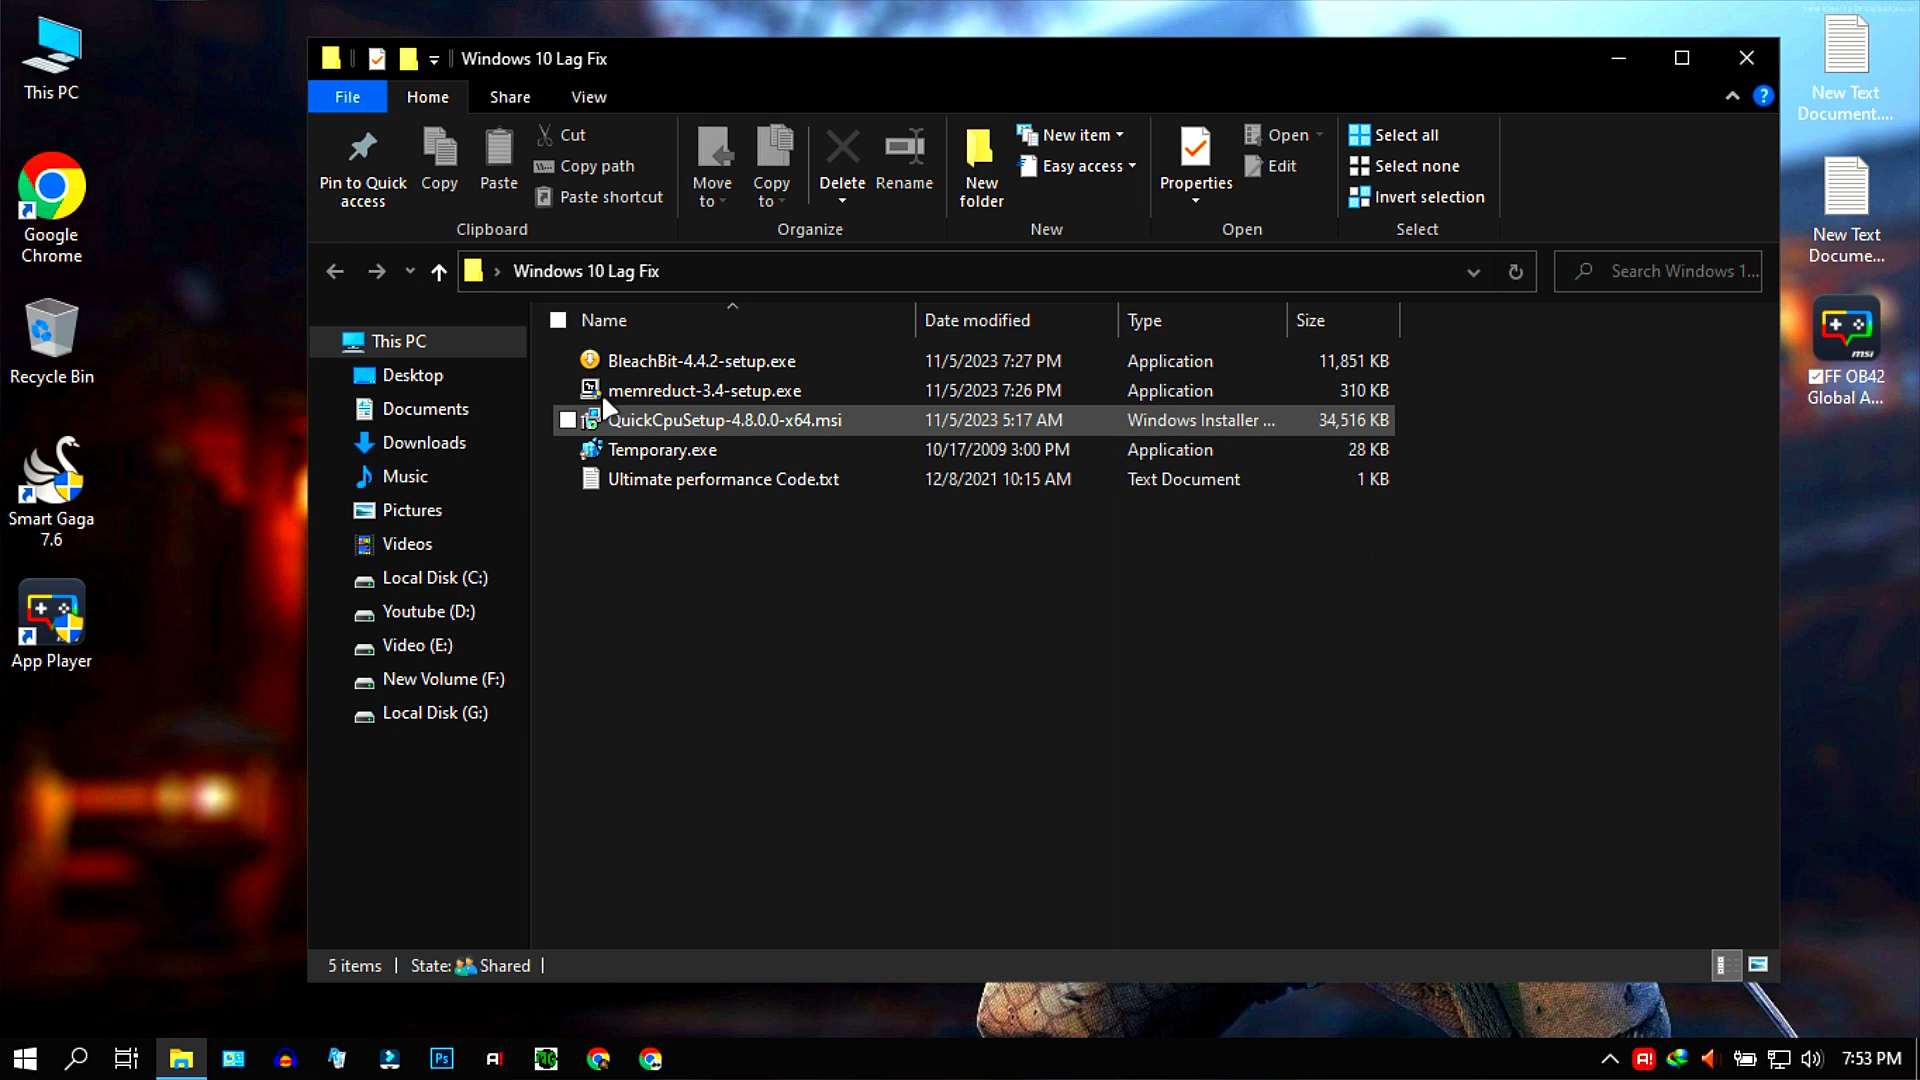 Windows 10 Lag Fix
File Home Share View
Pin to Quick access
Copy
Paste
Cut
Copy path
Paste shortcut
Clipboard
Move to
Copy to
Delete
Rename
Organize
New folder
New item
Easy access
New
Properties
Open
Edit
Open
Select all
Select none
Invert selection
Select
Windows 10 Lag Fix
Search Windows 1...
This PC
Desktop
Documents
Downloads
Music
Pictures
Videos
Local Disk (C:)
Youtube (D:)
Video (E:)
New Volume (F:)
Local Disk (G:)
Name Date modified Type Size
BleachBit-4.4.2-setup.exe 11/5/2023 7:27 PM Application 11,851 KB
memreduct-3.4-setup.exe 11/5/2023 7:26 PM Application 310 KB
QuickCpuSetup-4.8.0.0-x64.msi 11/5/2023 5:17 AM Windows Installer ... 34,516 KB
Temporary.exe 10/17/2009 3:00 PM Application 28 KB
Ultimate performance Code.txt 12/8/2021 10:15 AM Text Document 1 KB
5 items State: Shared
This PC
Google
Chrome
Recycle Bin
Smart Gaga
7.6
App Player
New Text
Document....
New Text
Docume...
msi
FF OB42
Global A...
Ps
A!
A!
7:53 PM